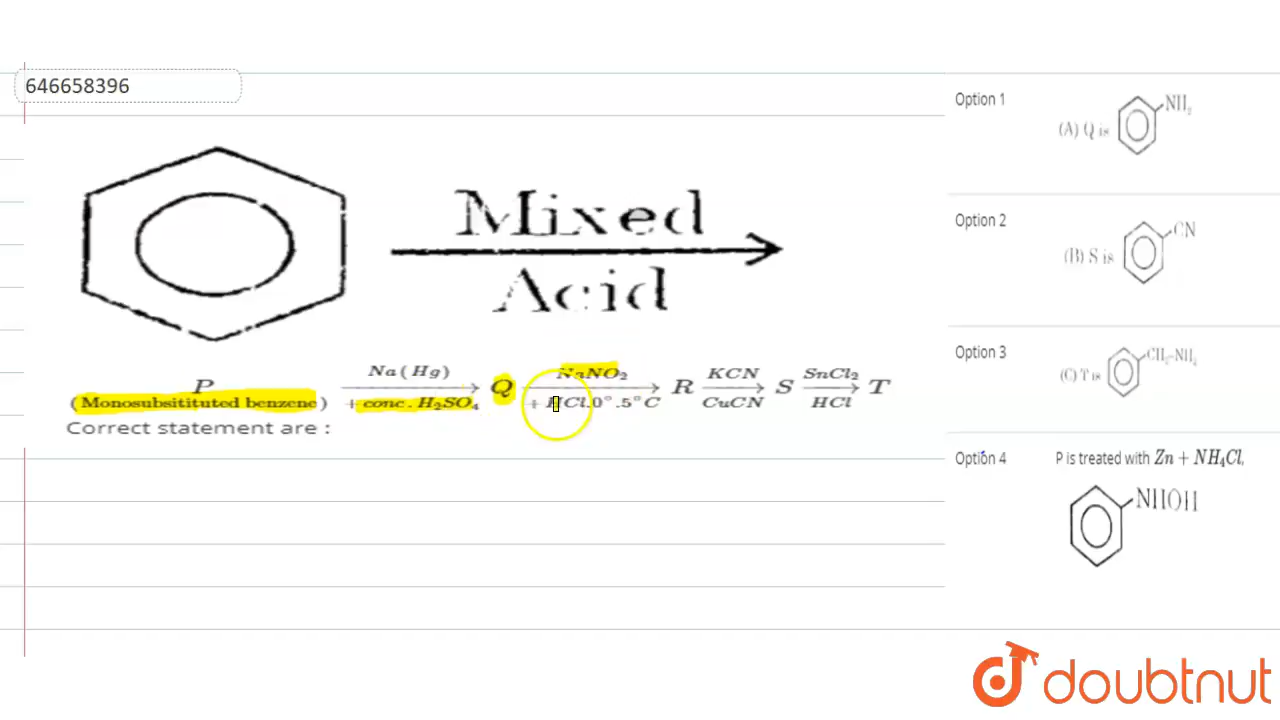 646658396
Mixed
Acid
P
(Monosubsitituted benzene)
Na(Hg)
+conc.H₂SO₄
Q
NaNO₂
+HCl.0°.5°C
R
KCN
CuCN
S
SnCl₂
HCl
T
Correct statement are :
Option 1
(A) Q is
NH₂
Option 2
(B) S is
CN
Option 3
(C) T is
CH₂-NH₂
Option 4
P is treated with Zn + NH₄Cl,
NHOH
doubtnut